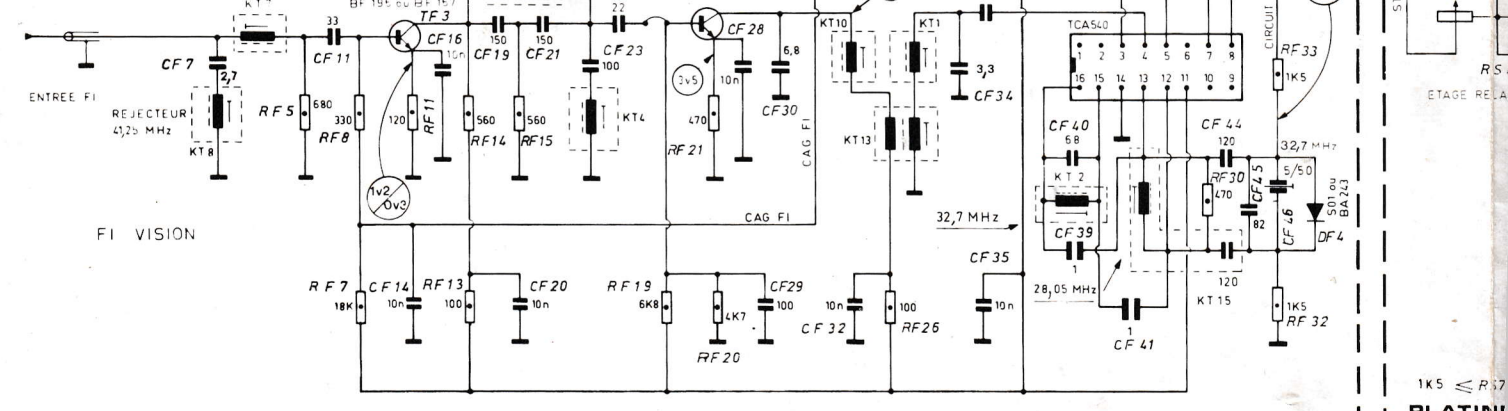 KT7
BF 195 ou BF 167
TF 3
33
CF 11
CF 16
10n
150
CF 19
150
CF 21
22
CF 23
CF 28
KT10
KT1
TCA540
CIRCUIT
CF 7
2,7
ENTREE FI
REJECTEUR
41,25 MHz
KT 8
RF 5
680
330
RF 8
120
RF 11
560
RF 14
560
RF 15
100
KT4
3v5
10n
470
RF 21
6,8
CF 30
CAG FI
KT13
3,3
CF 34
1 2 3 4 5 6 7 8
16 15 14 13 12 11 10 9
RF 33
1K5
RS
ETAGE RELA
1v2
0v3
FI VISION
CAG FI
32,7 MHz
CF 40
68
KT 2
CF 39
1
28,05 MHz
CF 44
120
RF 30
470
CF 45
82
32,7 MHz
5/50
CF 46
S01 ou
BA 243
DF4
120
KT 15
RF 7
18K
CF 14
10n
RF 13
100
CF 20
10n
RF 19
6K8
4K7
RF 20
CF 29
100
10n
CF 32
100
RF 26
CF 35
10n
1
CF 41
1K5
RF 32
1K5 ≤ RS7
PLATIN